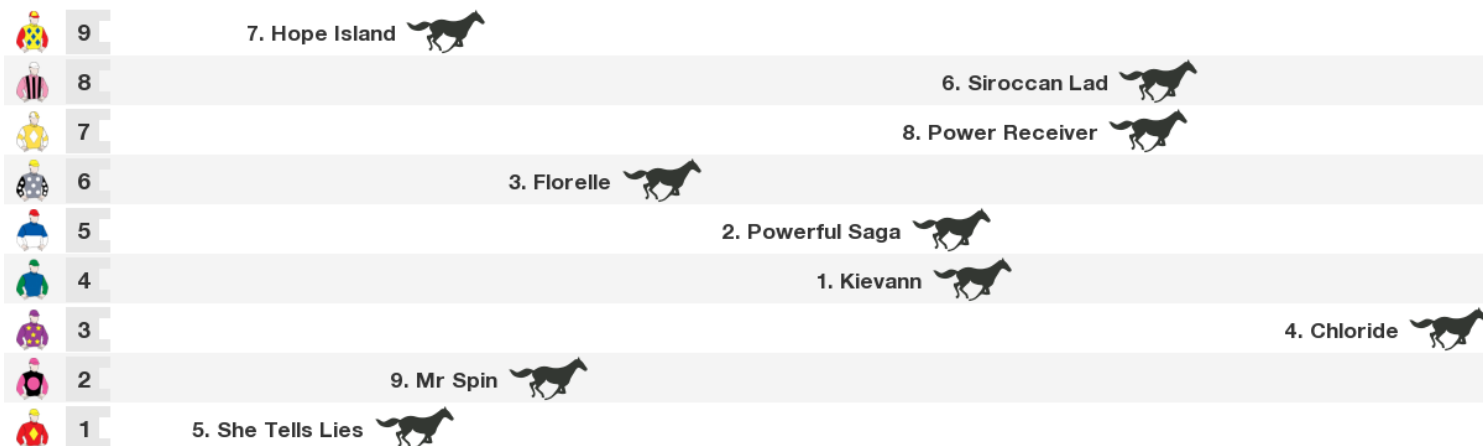 9 7. Hope Island
8 6. Siroccan Lad
7 8. Power Receiver
6 3. Florelle
5 2. Powerful Saga
4 1. Kievann
3 4. Chloride
2 9. Mr Spin
1 5. She Tells Lies